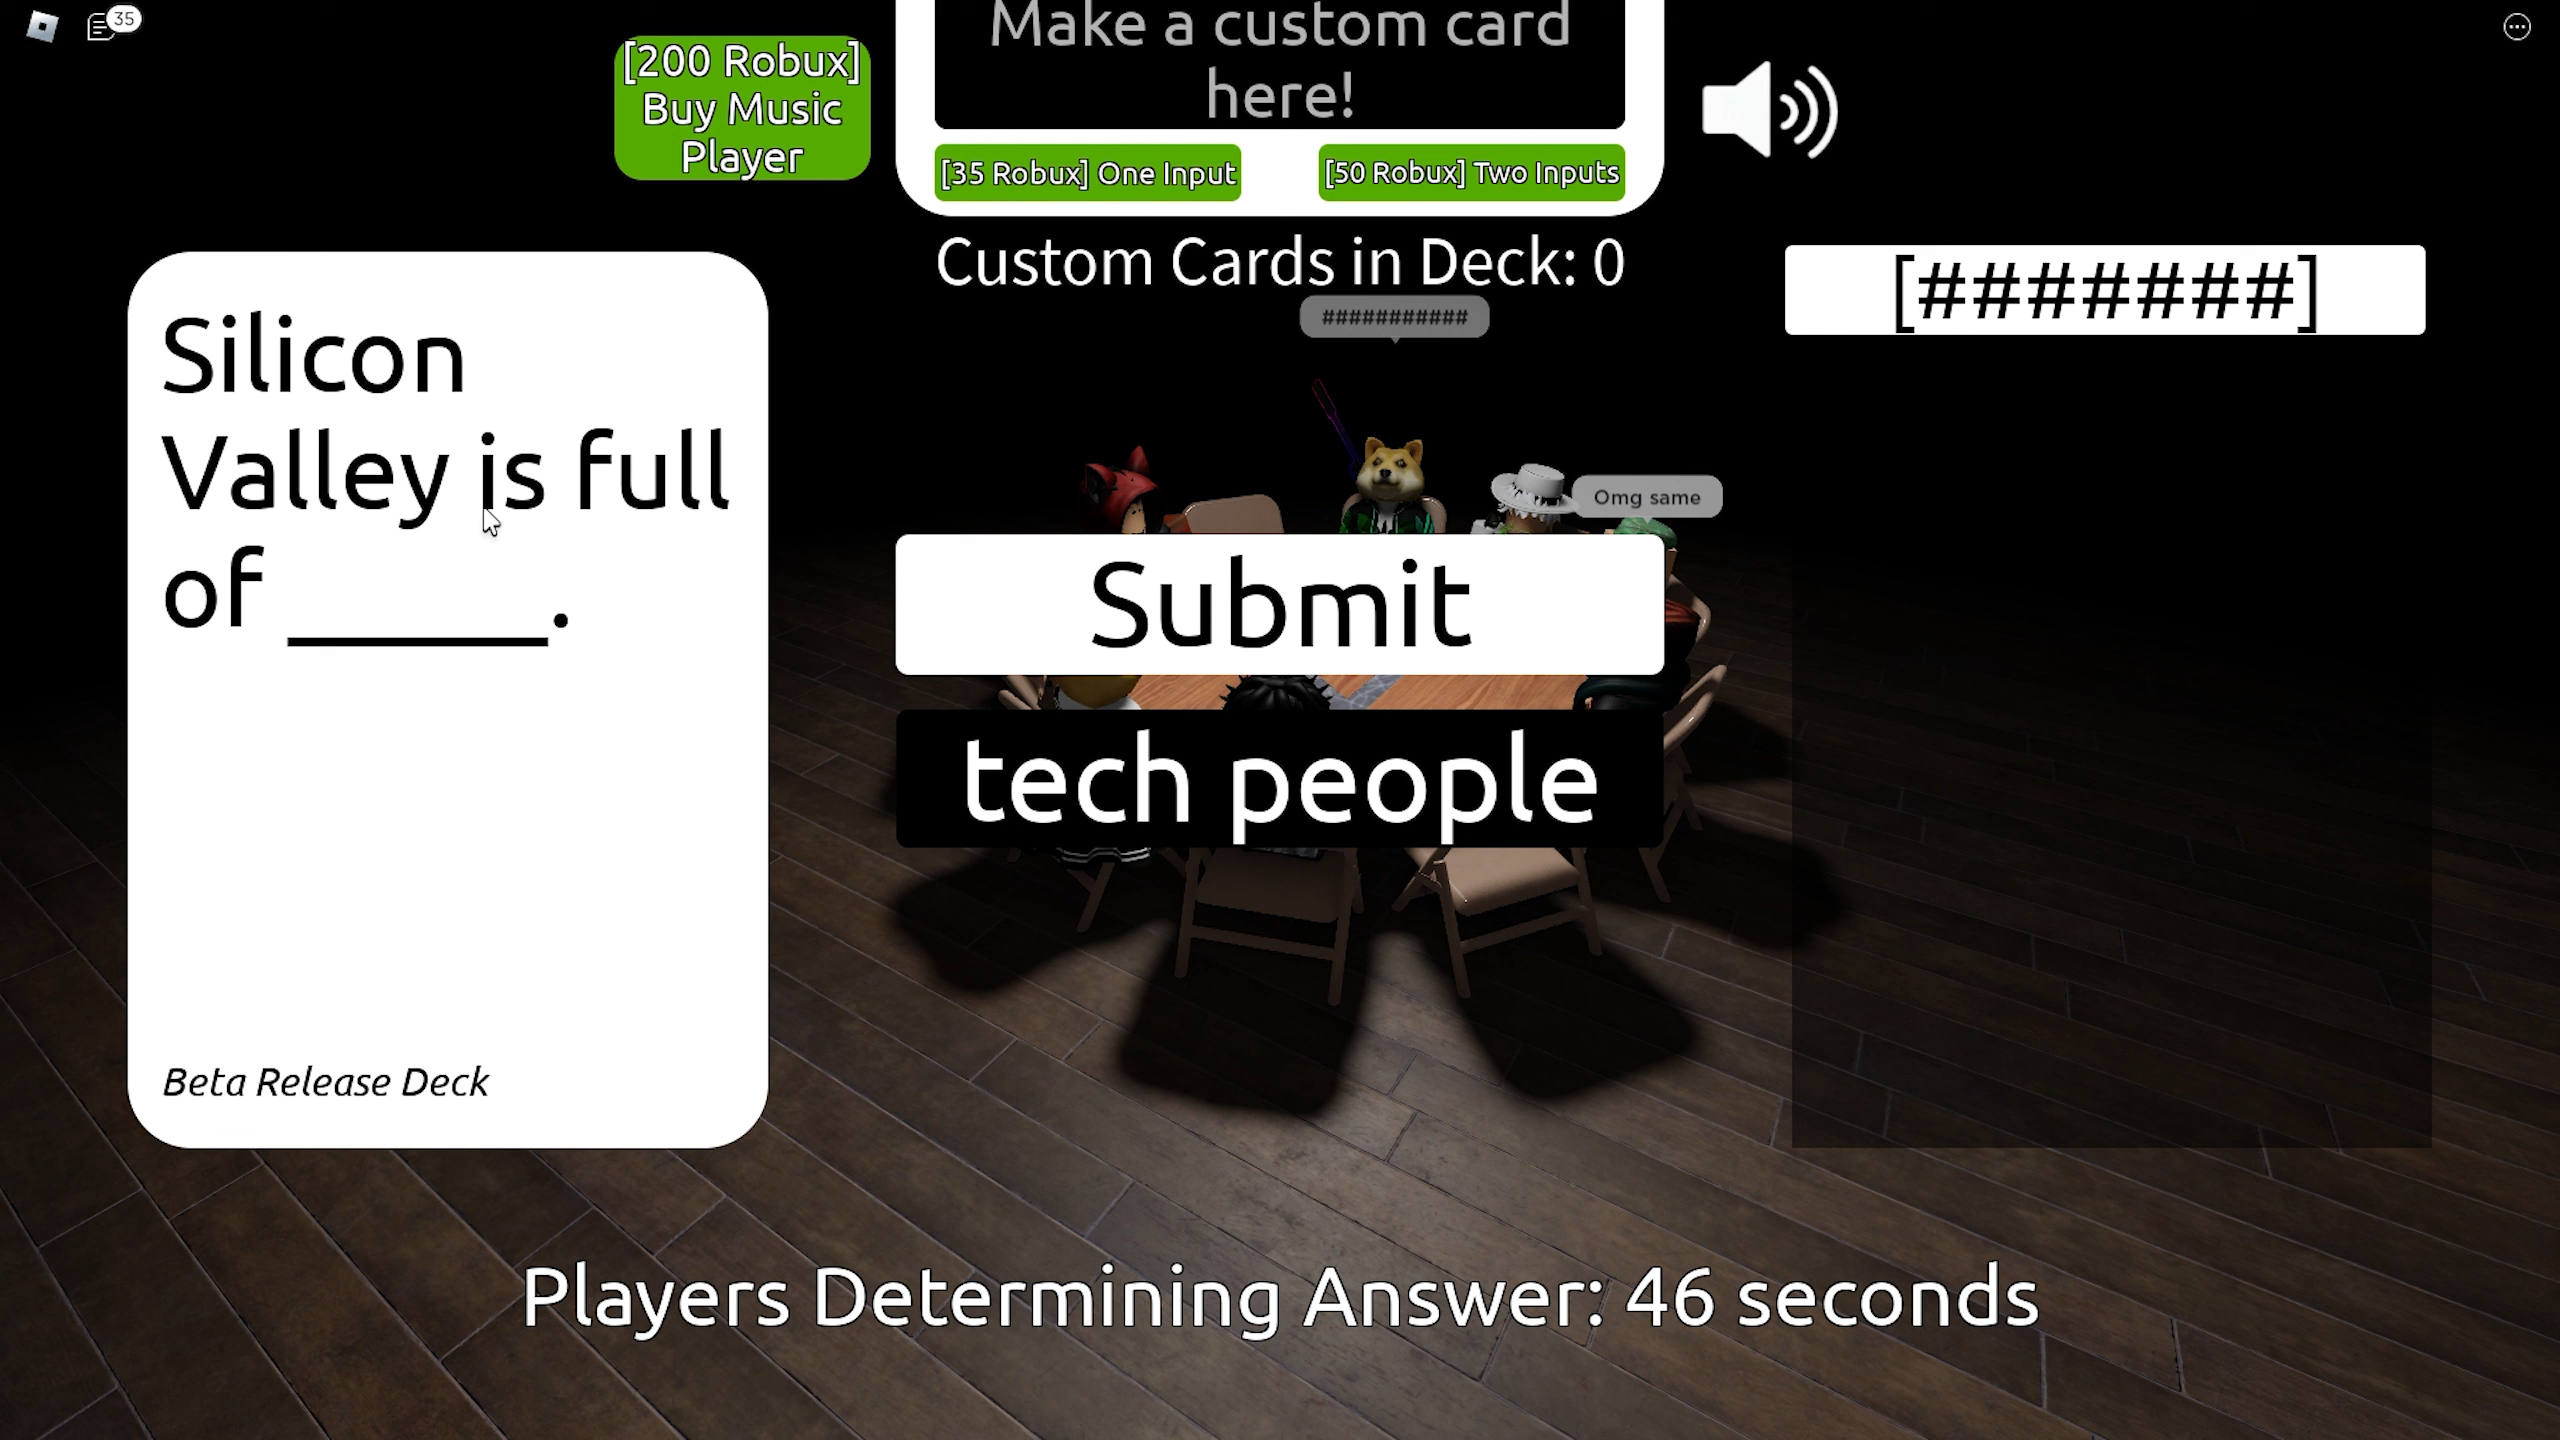 35
[200 Robux]
Buy Music
Player
Make a custom card
here!
[35 Robux] One Input
[50 Robux] Two Inputs
Custom Cards in Deck: 0
[#######]
###########
Silicon
Valley is full
of _____.
Beta Release Deck
Omg same
Submit
tech people
Players Determining Answer: 46 seconds